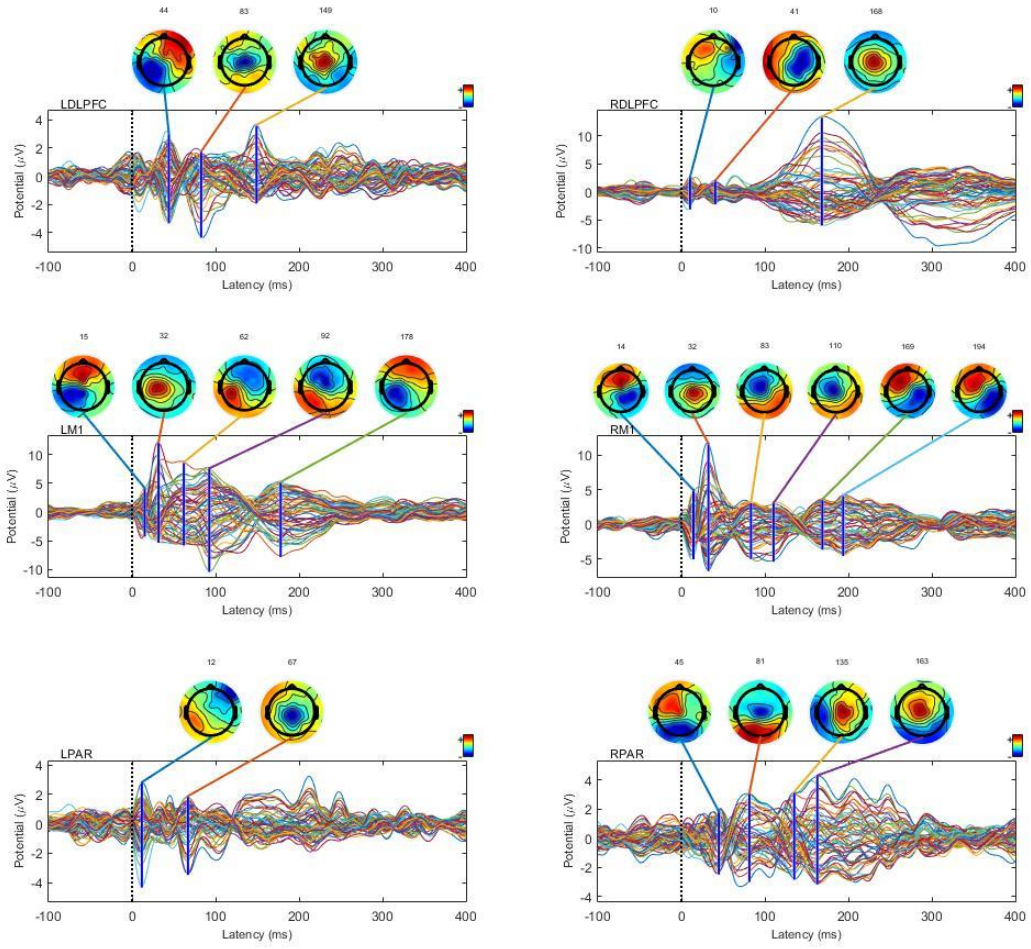 44 83 149
+
-
LDLPFC
4
2
0
-2
-4
Potential (µV)
-100 0 100 200 300 400
Latency (ms)
10 41 168
+
-
RDLPFC
10
5
0
-5
-10
Potential (µV)
-100 0 100 200 300 400
Latency (ms)
15 32 62 92 178
+
-
LM1
10
5
0
-5
-10
Potential (µV)
-100 0 100 200 300 400
Latency (ms)
14 32 83 110 169 194
+
-
RM1
10
5
0
-5
Potential (µV)
-100 0 100 200 300 400
Latency (ms)
12 67
+
-
LPAR
4
2
0
-2
-4
Potential (µV)
-100 0 100 200 300 400
Latency (ms)
45 81 135 163
+
-
RPAR
4
2
0
-2
-4
Potential (µV)
-100 0 100 200 300 400
Latency (ms)